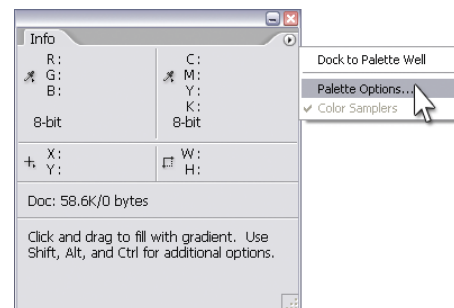 Info
R:
G:
B:
8-bit
C:
M:
Y:
K:
8-bit
X:
Y:
W:
H:
Doc: 58.6K/0 bytes
Click and drag to fill with gradient. Use
Shift, Alt, and Ctrl for additional options.
Dock to Palette Well
Palette Options...
Color Samplers